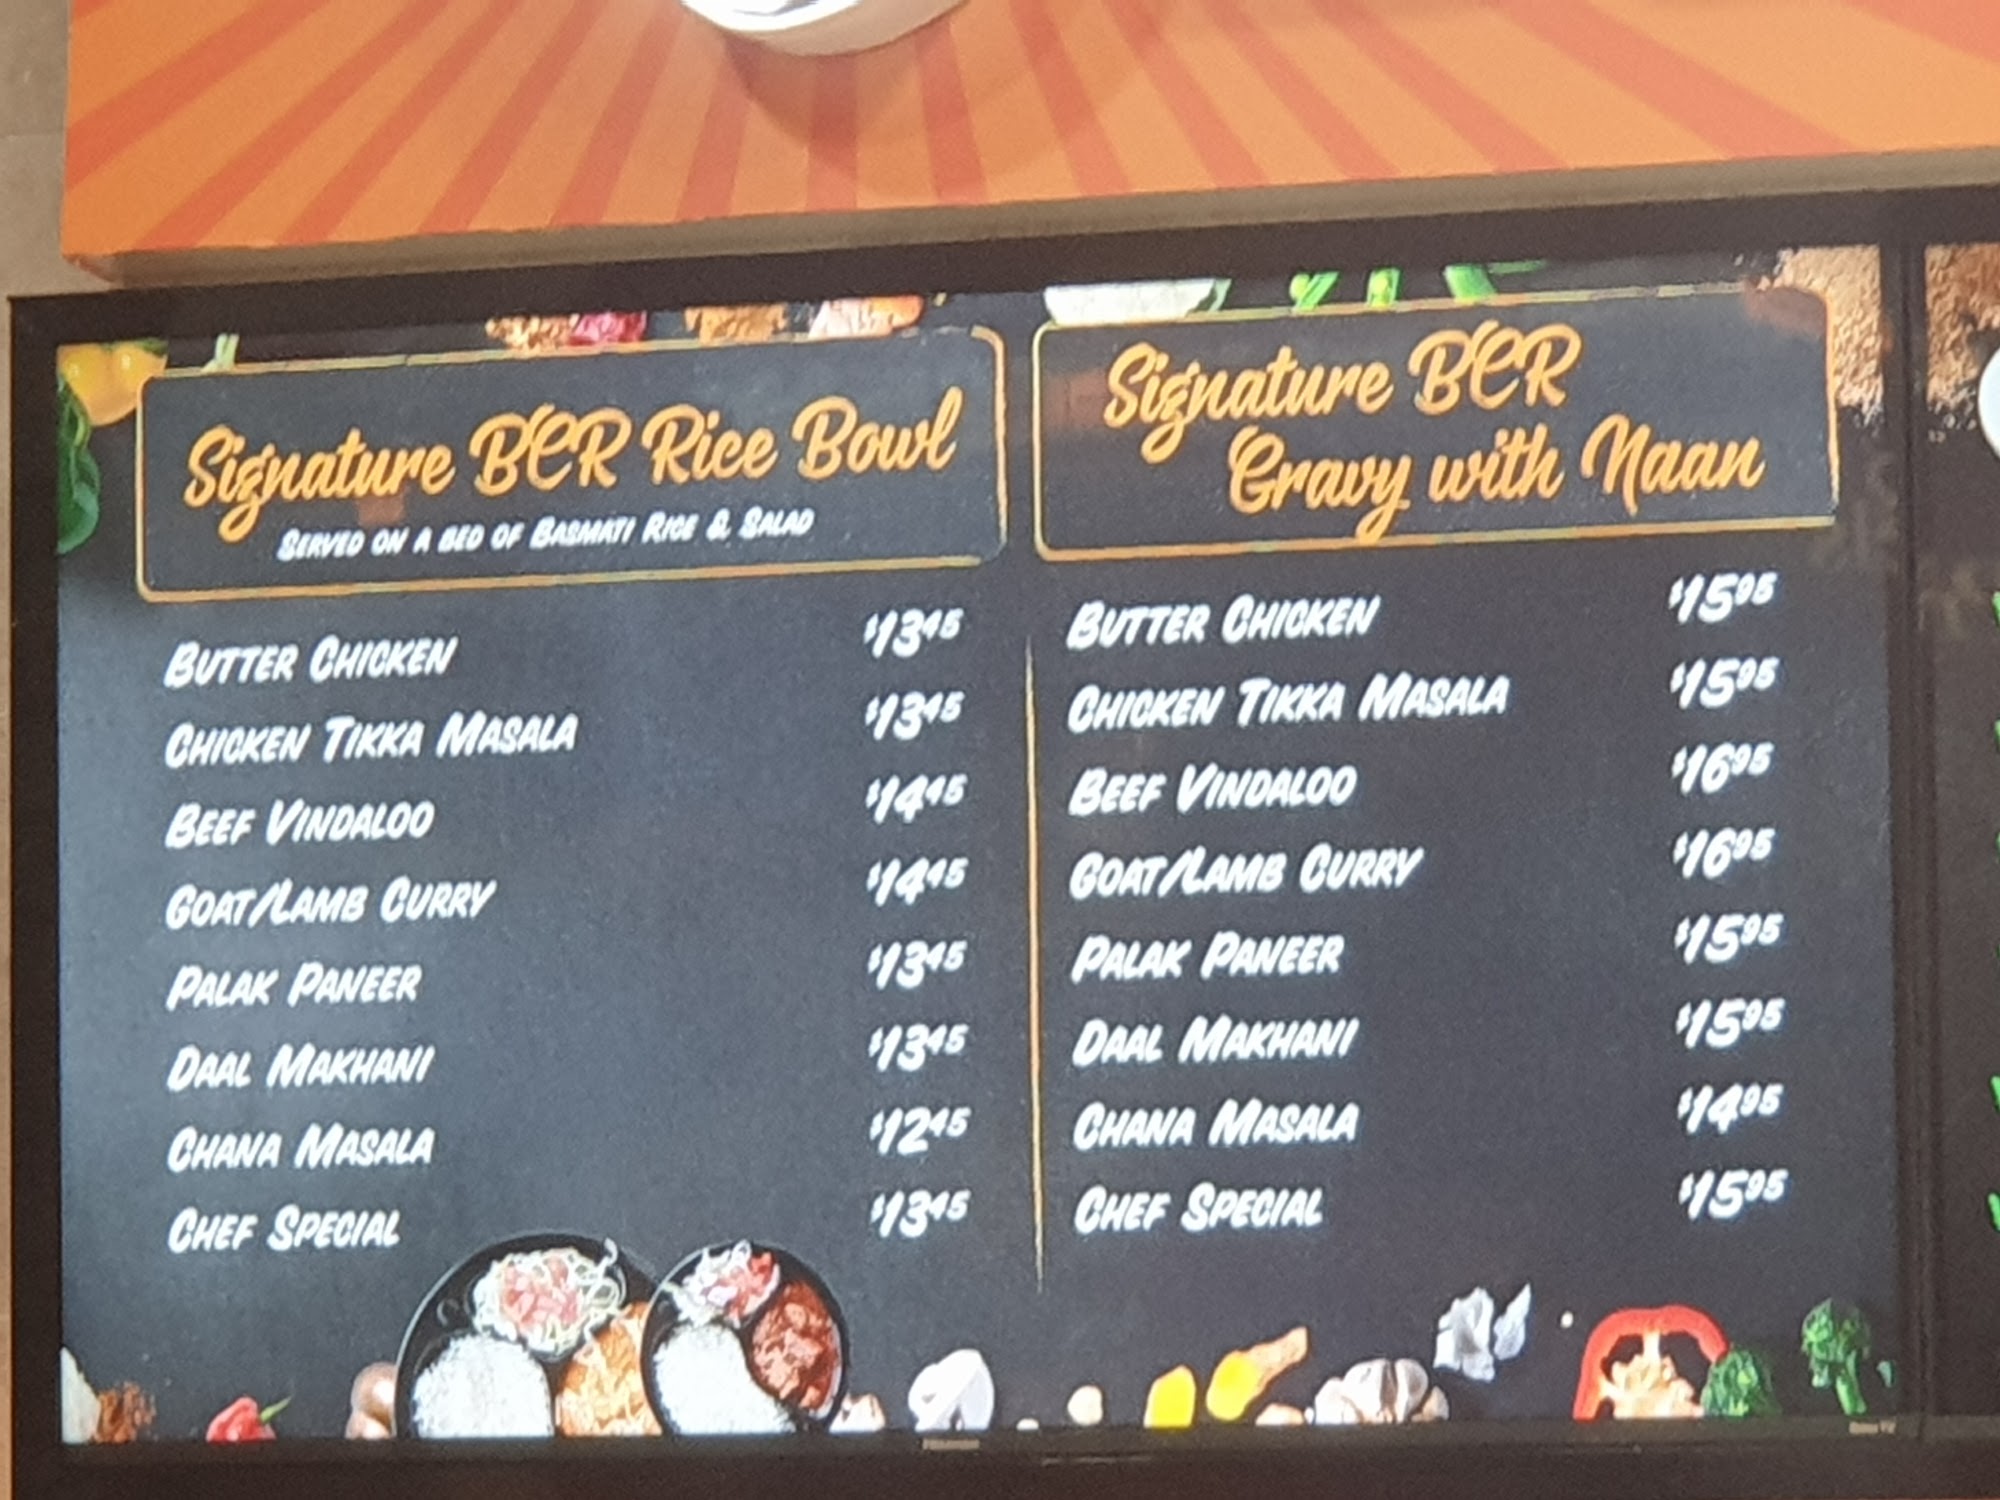 Signature BCR Rice Bowl
Served on a bed of Basmati Rice & Salad
Butter Chicken $13.45
Chicken Tikka Masala $13.45
Beef Vindaloo $14.45
Goat/Lamb Curry $14.45
Palak Paneer $13.45
Daal Makhani $13.45
Chana Masala $12.45
Chef Special $13.45
Signature BCR
Gravy with Naan
Butter Chicken $15.95
Chicken Tikka Masala $15.95
Beef Vindaloo $16.95
Goat/Lamb Curry $16.95
Palak Paneer $15.95
Daal Makhani $15.95
Chana Masala $14.95
Chef Special $15.95